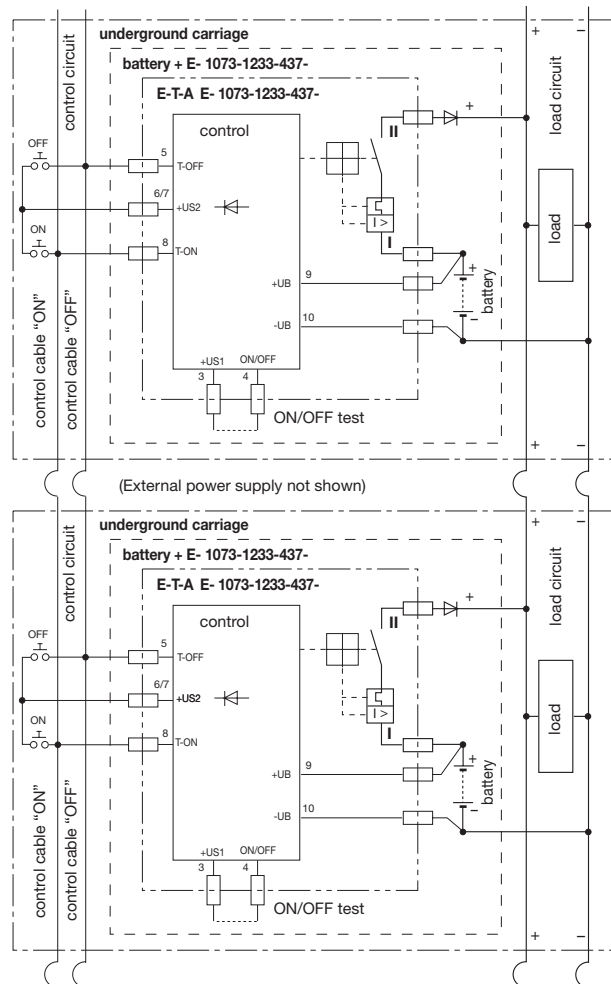 underground carriage
+ −
control circuit
battery + E- 1073-1233-437-
E-T-A E- 1073-1233-437-
load circuit
control
II
+
OFF
5
T-OFF
6/7
+US2
I >
ON
8
T-ON
I
load
9
+UB
+
battery
10
-UB
−
control cable “ON”
control cable “OFF”
+US1 ON/OFF
3 4
ON/OFF test
+ −
(External power supply not shown)
underground carriage
+ −
control circuit
battery + E- 1073-1233-437-
E-T-A E- 1073-1233-437-
load circuit
control
II
+
OFF
5
T-OFF
6/7
+US2
I >
ON
8
T-ON
I
load
9
+UB
+
battery
10
-UB
−
control cable “ON”
control cable “OFF”
+US1 ON/OFF
3 4
ON/OFF test
+ −